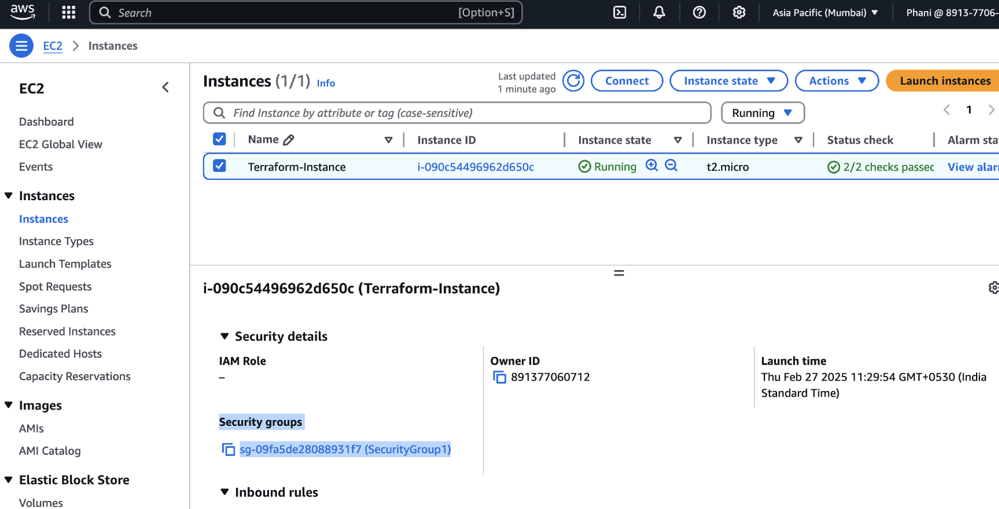 aws
Search [Option+S]
Asia Pacific (Mumbai)
Phani @ 8913-7706-
EC2 Instances
EC2
Dashboard
EC2 Global View
Events
Instances
Instances
Instance Types
Launch Templates
Spot Requests
Savings Plans
Reserved Instances
Dedicated Hosts
Capacity Reservations
Images
AMIs
AMI Catalog
Elastic Block Store
Volumes
Instances (1/1) Info
Last updated
1 minute ago
Connect
Instance state
Actions
Launch instances
Find Instance by attribute or tag (case-sensitive)
Running
1
Name Instance ID Instance state Instance type Status check Alarm sta
Terraform-Instance i-090c54496962d650c Running t2.micro 2/2 checks passec View alar
i-090c54496962d650c (Terraform-Instance)
Security details
IAM Role
–
Owner ID
891377060712
Launch time
Thu Feb 27 2025 11:29:54 GMT+0530 (India
Standard Time)
Security groups
sg-09fa5de28088931f7 (SecurityGroup1)
Inbound rules